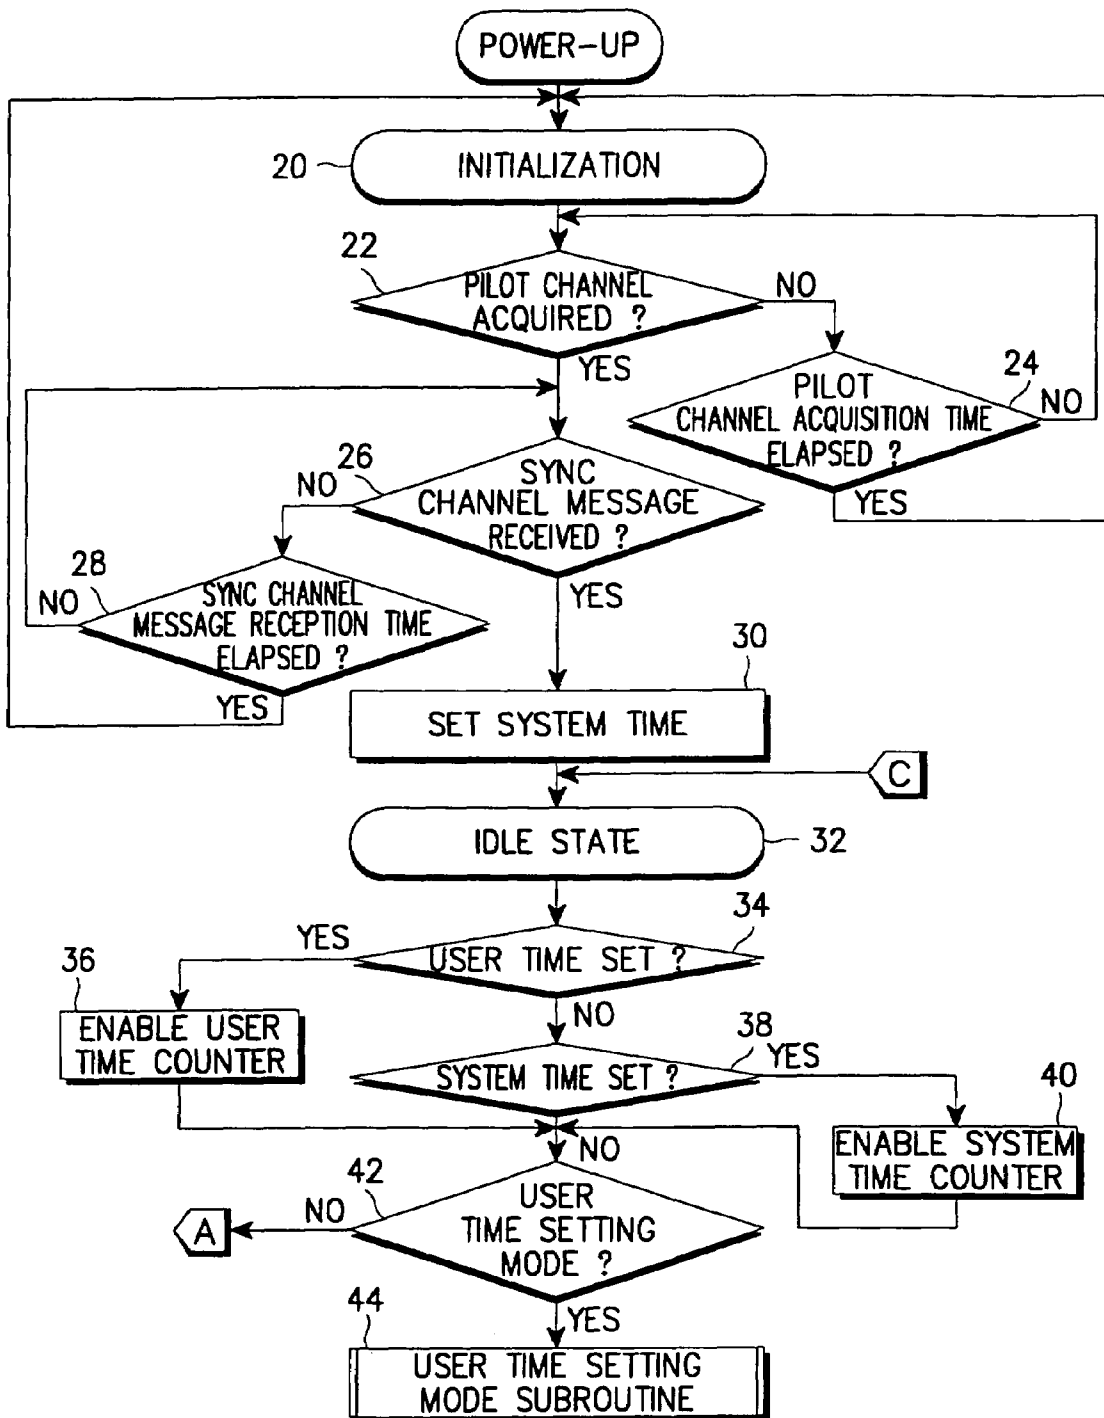 POWER-UP
20
INITIALIZATION
22
PILOT CHANNEL
ACQUIRED ?
NO
YES
24
PILOT
CHANNEL ACQUISITION TIME
ELAPSED ?
NO
YES
26
NO
SYNC
CHANNEL MESSAGE
RECEIVED ?
YES
28
NO
SYNC CHANNEL
MESSAGE RECEPTION TIME
ELAPSED ?
YES
30
SET SYSTEM TIME
C
IDLE STATE
32
34
YES
USER TIME SET ?
NO
36
ENABLE USER
TIME COUNTER
38
SYSTEM TIME SET ?
YES
NO
40
ENABLE SYSTEM
TIME COUNTER
42
NO
A
USER
TIME SETTING
MODE ?
YES
44
USER TIME SETTING
MODE SUBROUTINE